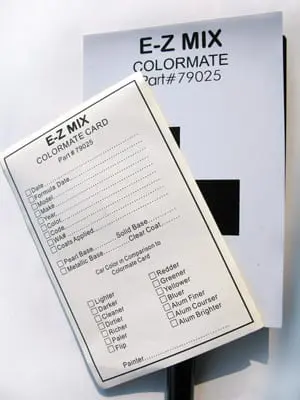 E-Z MIX
COLORMATE
Part#79025
E-Z MIX
COLORMATE CARD
Part # 79025
Date
Formula Date
Model
Make
Year
Color
Code
WA#
Coats Applied
Pearl Base Solid Base
Metallic Base Clear Coat
Car Color in Comparison to
Colormate Card
Lighter
Darker
Cleaner
Dirtier
Richer
Paler
Flip
Redder
Greener
Yellower
Bluer
Alum Finer
Alum Courser
Alum Brighter
Painter